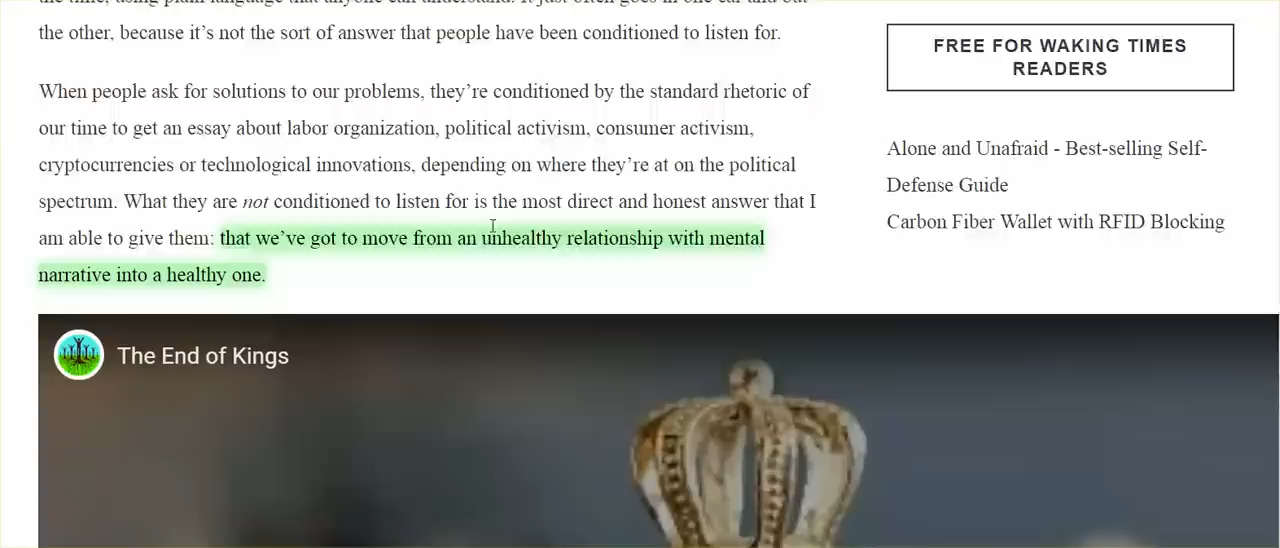 the other, because it’s not the sort of answer that people have been conditioned to listen for.
When people ask for solutions to our problems, they’re conditioned by the standard rhetoric of
our time to get an essay about labor organization, political activism, consumer activism,
cryptocurrencies or technological innovations, depending on where they’re at on the political
spectrum. What they are not conditioned to listen for is the most direct and honest answer that I
am able to give them: that we’ve got to move from an unhealthy relationship with mental
narrative into a healthy one.
The End of Kings
FREE FOR WAKING TIMES
READERS
Alone and Unafraid - Best-selling Self-
Defense Guide
Carbon Fiber Wallet with RFID Blocking